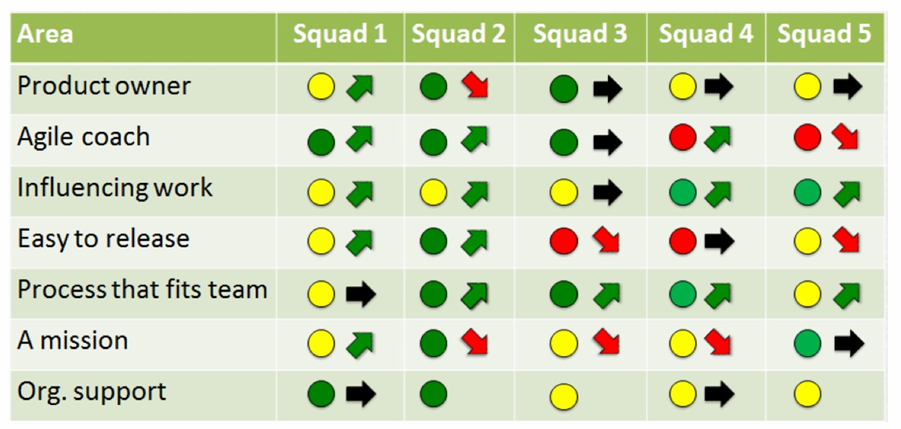 Area Squad 1 Squad 2 Squad 3 Squad 4 Squad 5
Product owner
Agile coach
Influencing work
Easy to release
Process that fits team
A mission
Org. support